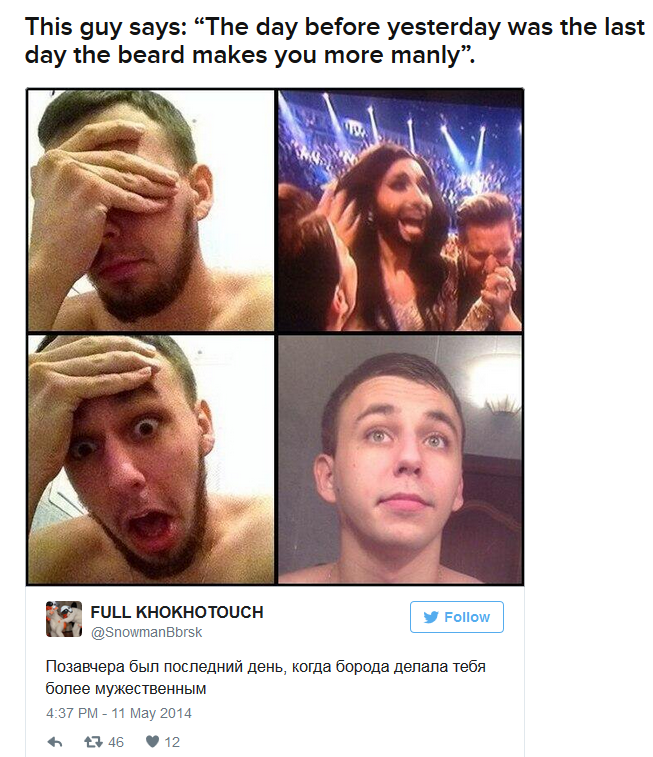 This guy says: “The day before yesterday was the last
day the beard makes you more manly”.
FULL KHOKHOTOUCH
@SnowmanBbrsk
Follow
Позавчера был последний день, когда борода делала тебя
более мужественным
4:37 PM - 11 May 2014
46
12